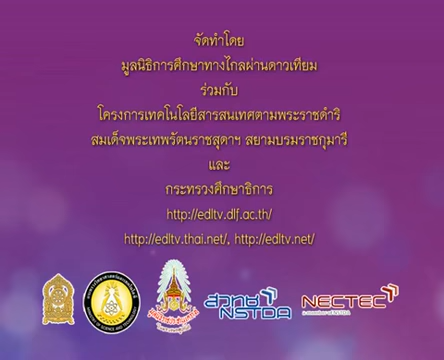 จัดทำโดย
มูลนิธิการศึกษาทางไกลผ่านดาวเทียม
ร่วมกับ
โครงการเทคโนโลยีสารสนเทศตามพระราชดำริ
สมเด็จพระเทพรัตนราชสุดาฯ สยามบรมราชกุมารี
และ
กระทรวงศึกษาธิการ
http://edltv.dlf.ac.th/
http://edltv.thai.net/, http://edltv.net/
สวทช
NSTDA
NECTEC
a member of NSTDA